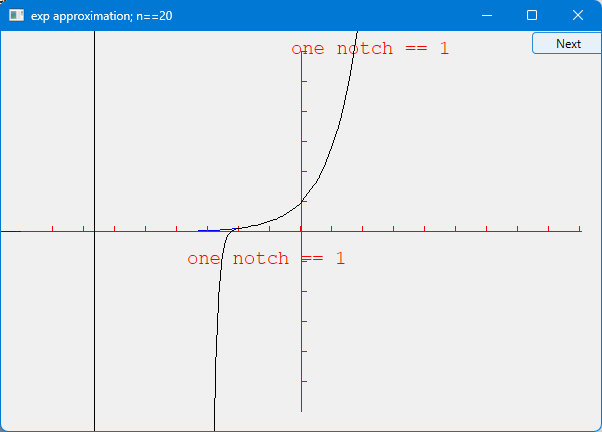 exp approximation; n==20
one notch == 1
Next
one notch == 1